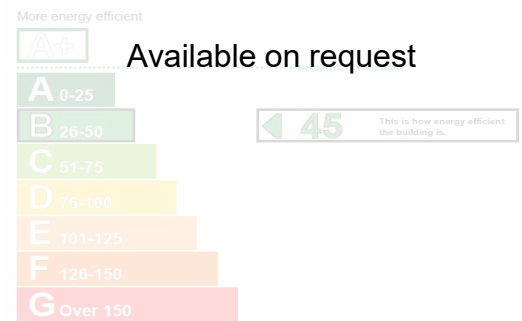 More energy efficient
A+
Available on request
A 0-25
B 26-50
45
This is how energy efficient
the building is.
C 51-75
D 76-100
E 101-125
F 126-150
G Over 150